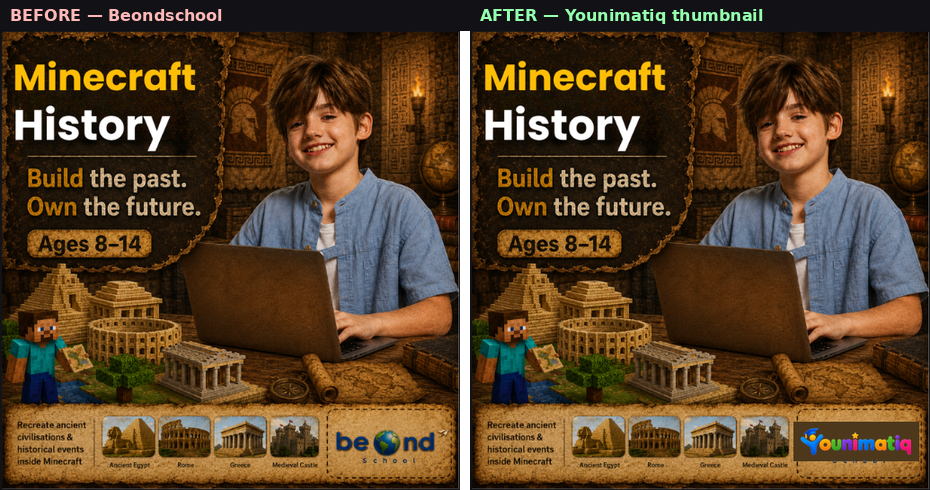 BEFORE — Beondschool
Minecraft
History
Build the past.
Own the future.
Ages 8–14
Recreate ancient
civilisations &
historical events
inside Minecraft
Ancient Egypt
Rome
Greece
Medieval Castle
be nd
School
AFTER — Younimatiq thumbnail
Minecraft
History
Build the past.
Own the future.
Ages 8–14
Recreate ancient
civilisations &
historical events
inside Minecraft
Ancient Egypt
Rome
Greece
Medieval Castle
Younimatiq